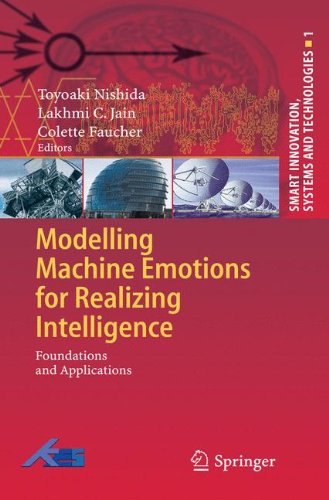 Toyoaki Nishida
Lakhmi C. Jain
Colette Faucher
Editors
SMART INNOVATION,
SYSTEMS AND TECHNOLOGIES 1
Modelling
Machine Emotions
for Realizing
Intelligence
Foundations
and Applications
KES
Springer